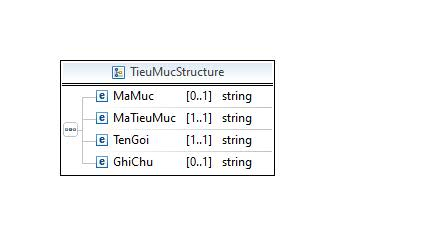 TieuMucStructure
e MaMuc [0..1] string
e MaTieuMuc [1..1] string
e TenGoi [1..1] string
e GhiChu [0..1] string